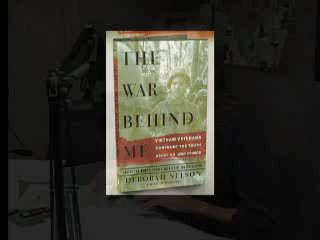 THE
WAR
BEHIND
ME
VIETNAM VETERANS
CONFRONT THE TRUTH
ABOUT U.S. WAR CRIMES
DEBORAH NELSON